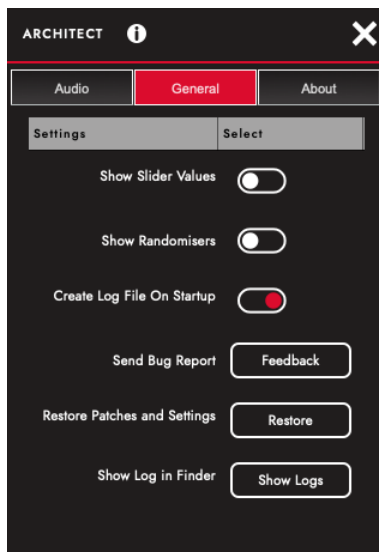 ARCHITECT i
Audio General About
Settings Select
Show Slider Values
Show Randomisers
Create Log File On Startup
Send Bug Report Feedback
Restore Patches and Settings Restore
Show Log in Finder Show Logs